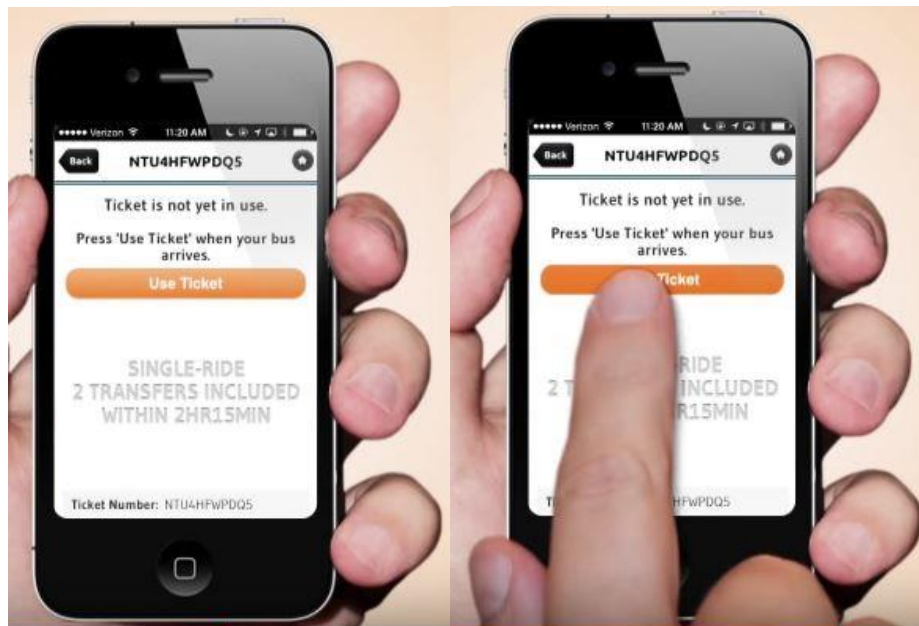 Verizon 11:20 AM
Back NTU4HFWPDQ5
Ticket is not yet in use.
Press 'Use Ticket' when your bus
arrives.
Use Ticket
SINGLE-RIDE
2 TRANSFERS INCLUDED
WITHIN 2HR15MIN
Ticket Number: NTU4HFWPDQ5
Verizon 11:20 AM
Back NTU4HFWPDQ5
Ticket is not yet in use.
Press 'Use Ticket' when your bus
arrives.
Ticket
RIDE
2 T INCLUDED
R15MIN
HFWPDQ5